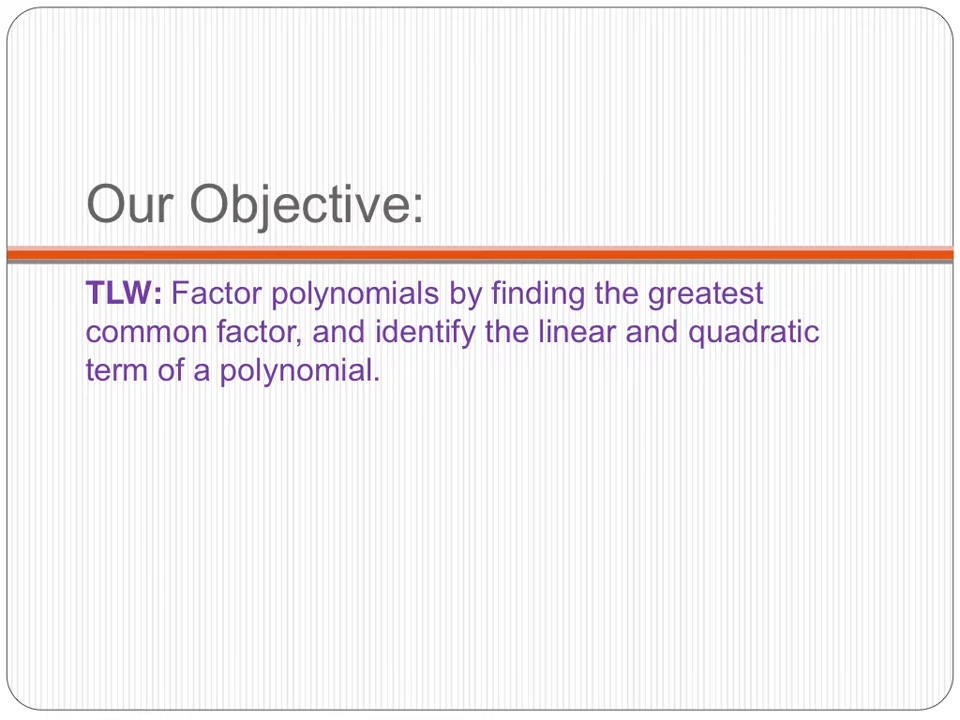 Our Objective:
TLW: Factor polynomials by finding the greatest
common factor, and identify the linear and quadratic
term of a polynomial.